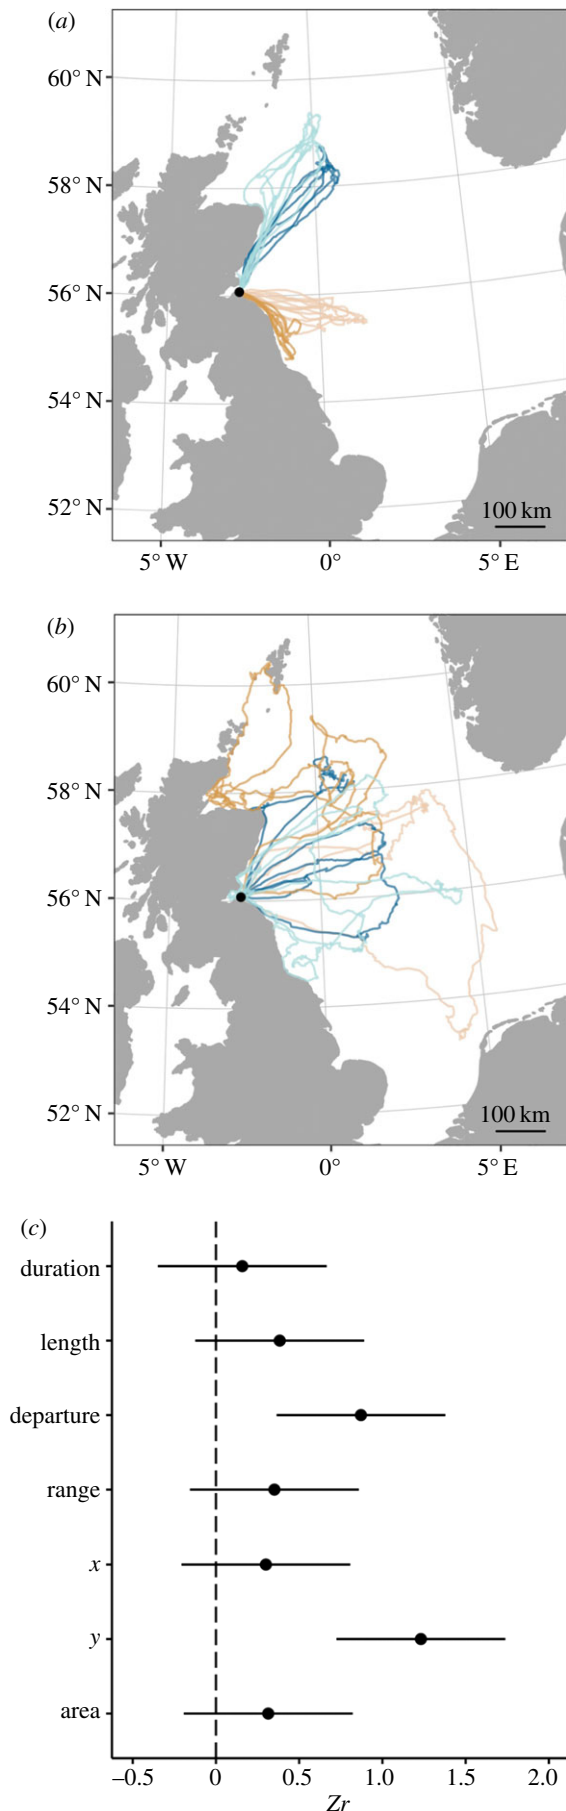 (a)
60° N
58° N
56° N
54° N
52° N
100 km
5° W 0° 5° E
(b)
60° N
58° N
56° N
54° N
52° N
100 km
5° W 0° 5° E
(c)
duration
length
departure
range
x
y
area
–0.5 0 0.5 1.0 1.5 2.0
Zr